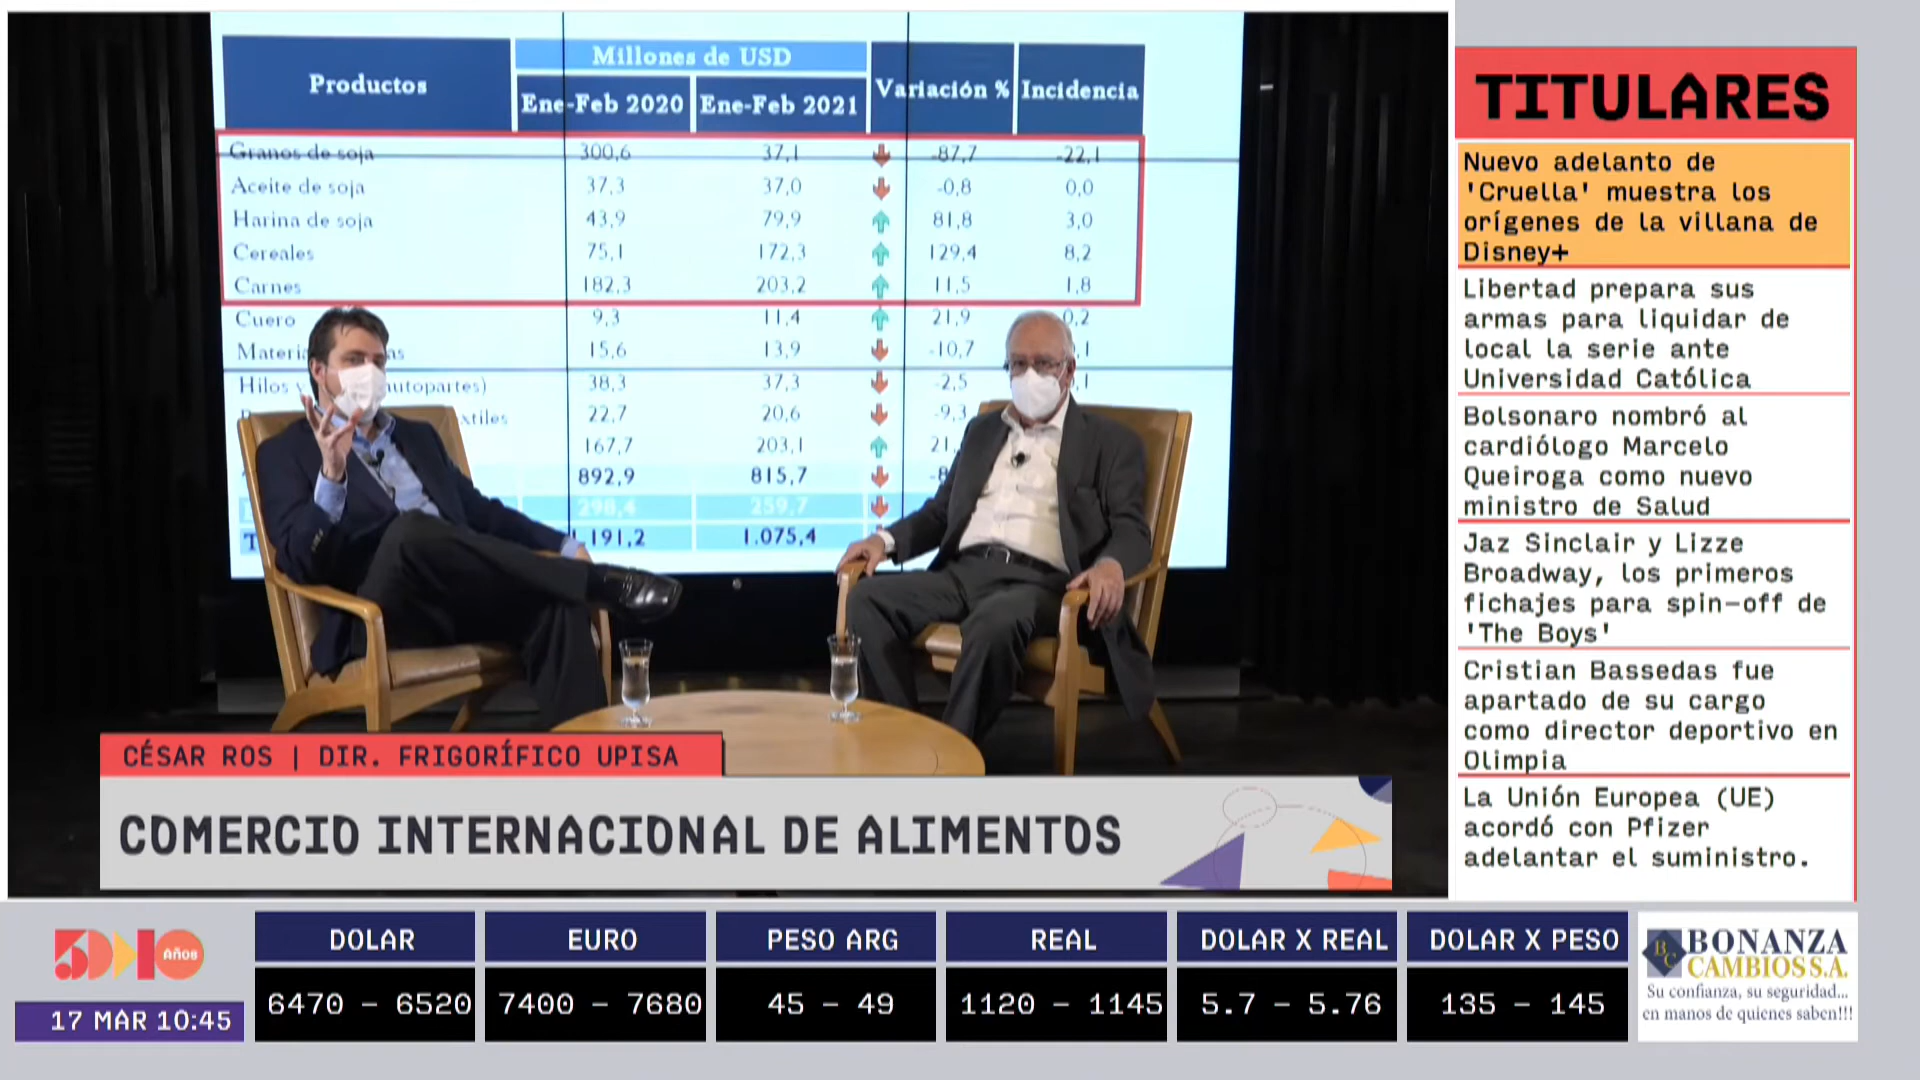 Productos Millones de USD Variación % Incidencia
Ene-Feb 2020 Ene-Feb 2021
Granos de soja 300,6 37,1 -87,7 -22,1
Aceite de soja 37,3 37,0 -0,8 0,0
Harina de soja 43,9 79,9 81,8 3,0
Cereales 75,1 172,3 129,4 8,2
Carnes 182,3 203,2 11,5 1,8
Cuero 9,3 11,4 21,9 0,2
15,6 13,9 -10,7
Hilos y autopartes) 38,3 37,3 -2,5
22,7 20,6 -9,3
167,7 203,1
892,9 815,7
298,4 259,7
1.075,4
CÉSAR ROS | DIR. FRIGORÍFICO UPISA
COMERCIO INTERNACIONAL DE ALIMENTOS
TITULARES
Nuevo adelanto de
'Cruella' muestra los
orígenes de la villana de
Disney+
Libertad prepara sus
armas para liquidar de
local la serie ante
Universidad Católica
Bolsonaro nombró al
cardiólogo Marcelo
Queiroga como nuevo
ministro de Salud
Jaz Sinclair y Lizze
Broadway, los primeros
fichajes para spin-off de
'The Boys'
Cristian Bassedas fue
apartado de su cargo
como director deportivo en
Olimpia
La Unión Europea (UE)
acordó con Pfizer
adelantar el suministro.
Años
17 MAR 10:45
DOLAR EURO PESO ARG REAL DOLAR X REAL DOLAR X PESO
6470 - 6520 7400 - 7680 45 - 49 1120 - 1145 5.7 - 5.76 135 - 145
BC BONANZA
CAMBIOS S.A.
Su confianza, su seguridad...
en manos de quienes saben!!!